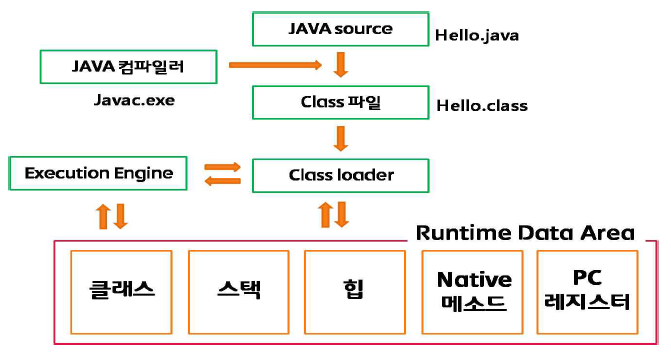 JAVA source
Hello.java
JAVA 컴파일러
Javac.exe
Class 파일
Hello.class
Execution Engine
Class loader
Runtime Data Area
클래스
스택
힙
Native
메소드
PC
레지스터